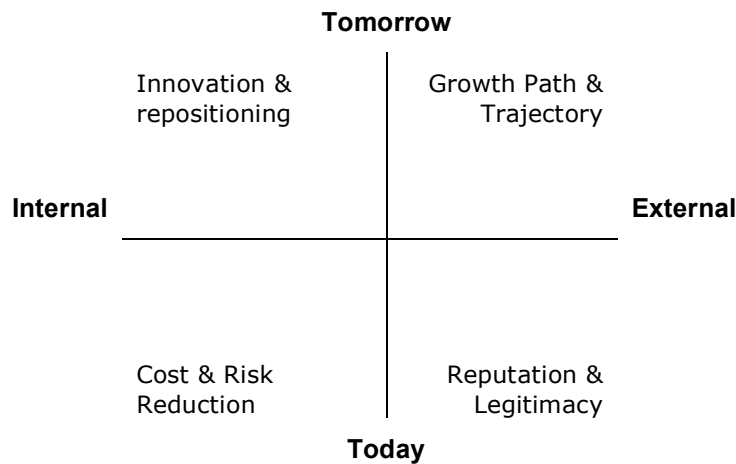 Tomorrow
Innovation &
repositioning
Growth Path &
Trajectory
Internal
External
Cost & Risk
Reduction
Reputation &
Legitimacy
Today